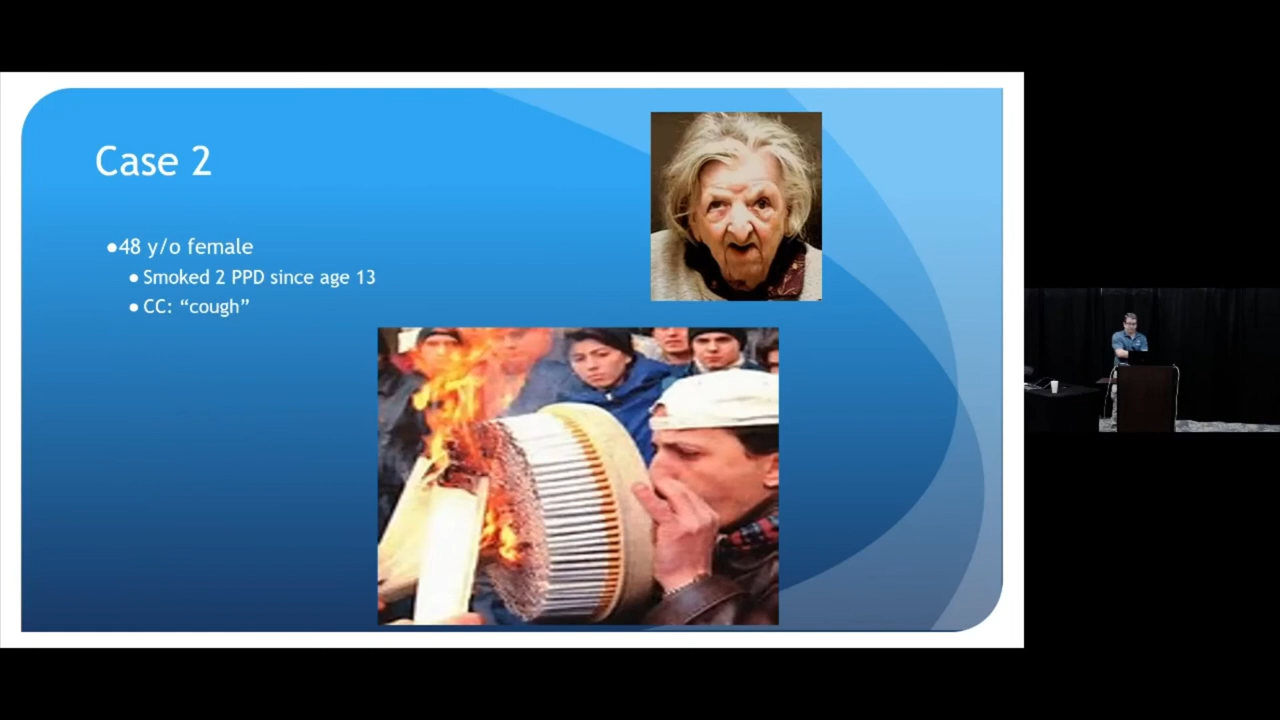 Case 2
●48 y/o female
●Smoked 2 PPD since age 13
●CC: “cough”